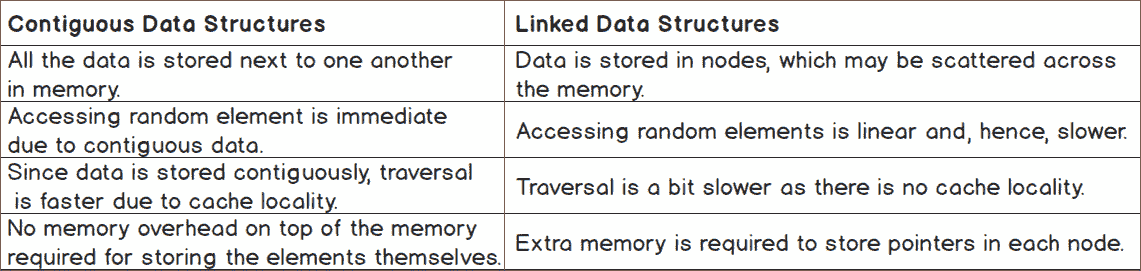 Contiguous Data Structures
Linked Data Structures
All the data is stored next to one another
in memory.
Data is stored in nodes, which may be scattered across
the memory.
Accessing random element is immediate
due to contiguous data.
Accessing random elements is linear and, hence, slower.
Since data is stored contiguously, traversal
is faster due to cache locality.
Traversal is a bit slower as there is no cache locality.
No memory overhead on top of the memory
required for storing the elements themselves.
Extra memory is required to store pointers in each node.